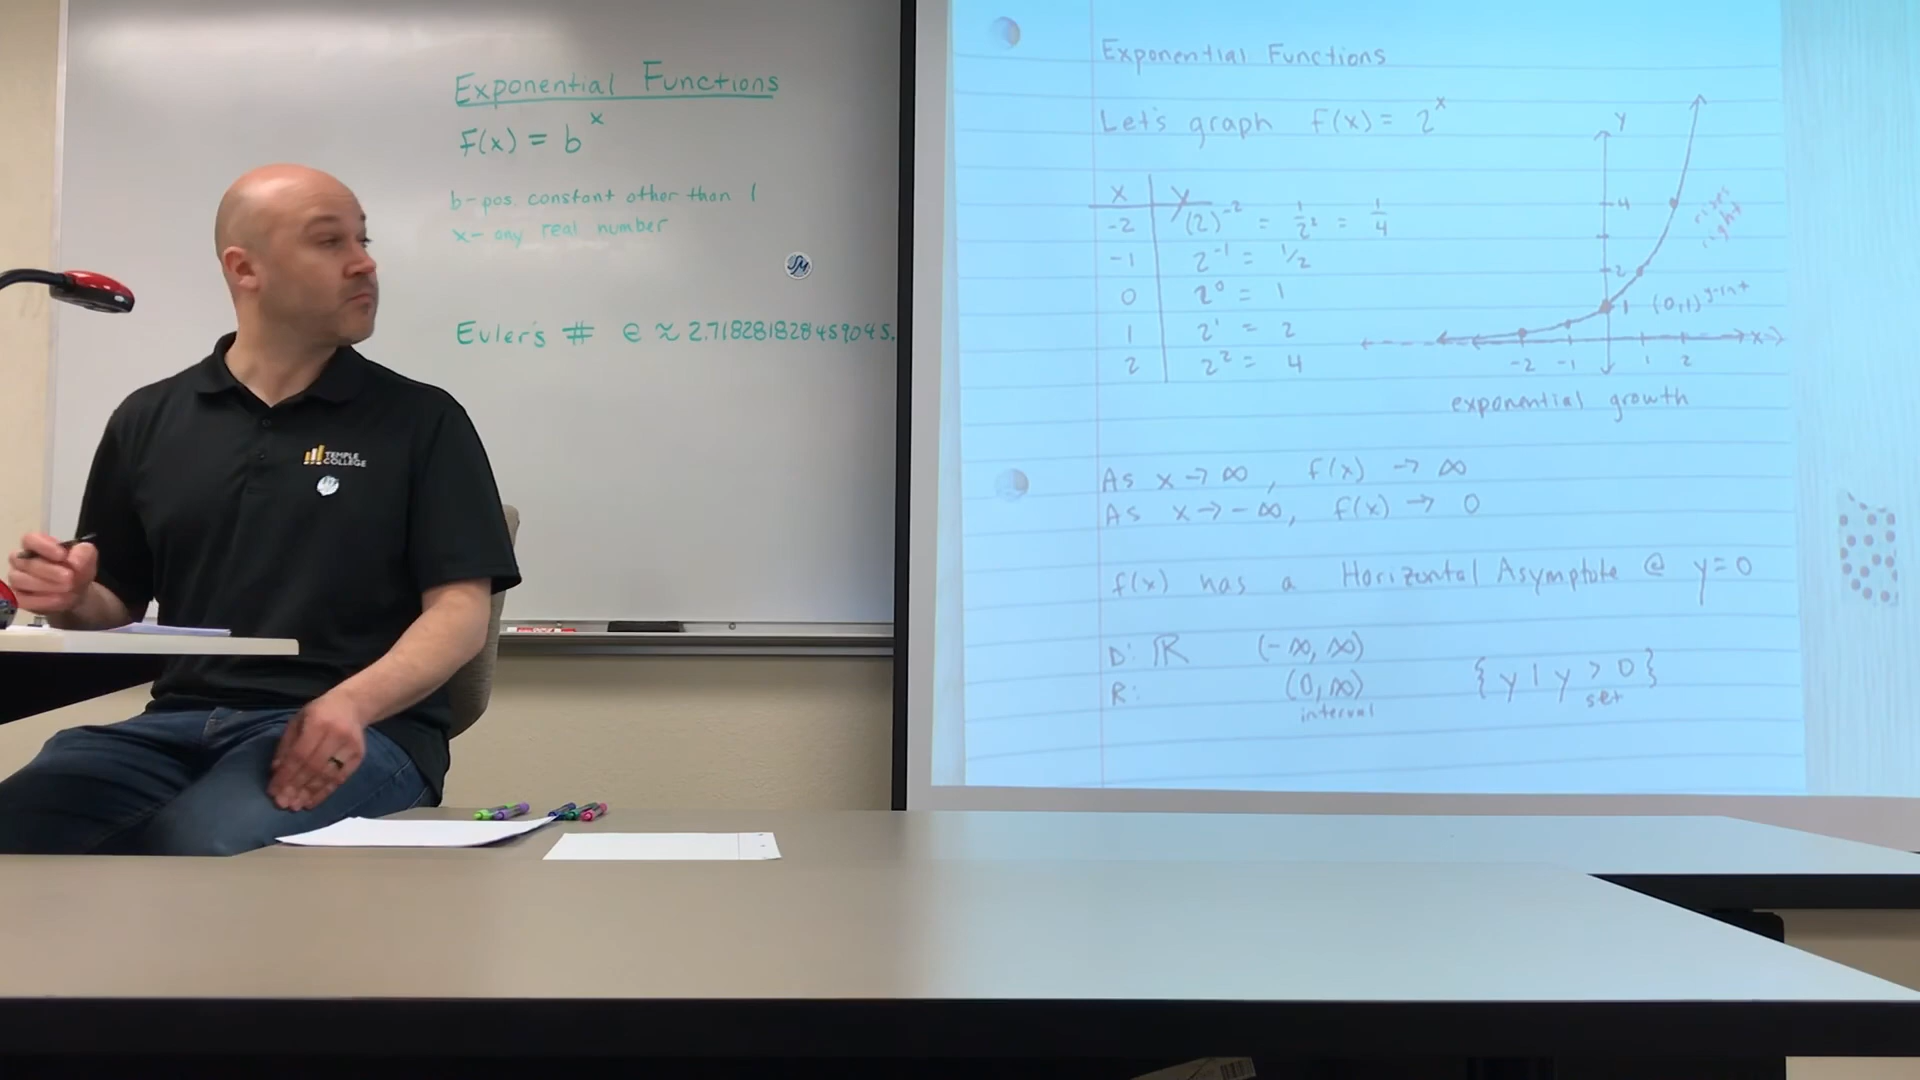 Exponential Functions
F(x) = b^x
b - pos. constant other than 1
x - any real number
Euler's # e ≈ 2.718281828459045.
TEMPLE
COLLEGE
Exponential Functions
Let's graph f(x) = 2^x
x y
-2 (2)^-2 = 1/2^2 = 1/4
-1 2^-1 = 1/2
0 2^0 = 1
1 2^1 = 2
2 2^2 = 4
y
4
rises
right
2
1 (0,1) y-int
x
-2 -1 1 2
exponential growth
As x → ∞, f(x) → ∞
As x → -∞, f(x) → 0
f(x) has a Horizontal Asymptote @ y=0
D: ℝ (-∞, ∞)
R: (0, ∞) { y | y > 0 }
interval set